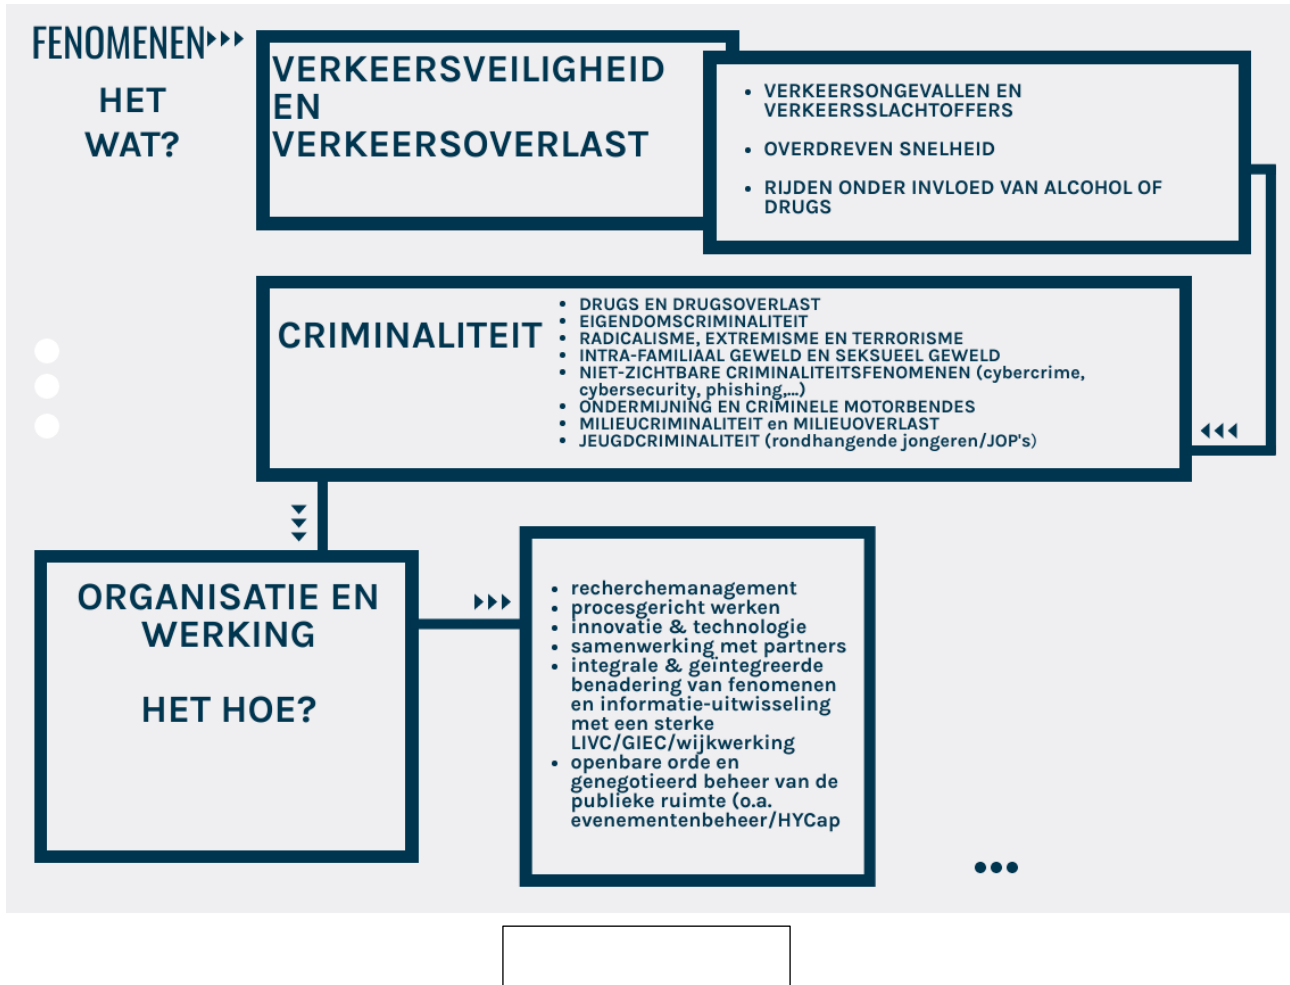 FENOMENEN
HET
WAT?
VERKEERSVEILIGHEID
EN
VERKEERSOVERLAST
• VERKEERSONGEVALLEN EN
VERKEERSSLACHTOFFERS
• OVERDREVEN SNELHEID
• RIJDEN ONDER INVLOED VAN ALCOHOL OF
DRUGS
CRIMINALITEIT
• DRUGS EN DRUGSOVERLAST
• EIGENDOMSCRIMINALITEIT
• RADICALISME, EXTREMISME EN TERRORISME
• INTRA-FAMILIAAL GEWELD EN SEKSUEEL GEWELD
• NIET-ZICHTBARE CRIMINALITEITSFENOMENEN (cybercrime,
cybersecurity, phishing,...)
• ONDERMIJNING EN CRIMINELE MOTORBENDES
• MILIEUCRIMINALITEIT en MILIEUOVERLAST
• JEUGDCRIMINALITEIT (rondhangende jongeren/JOP's)
ORGANISATIE EN
WERKING
HET HOE?
• recherchemanagement
• procesgericht werken
• innovatie & technologie
• samenwerking met partners
• integrale & geïntegreerde
benadering van fenomenen
en informatie-uitwisseling
met een sterke
LIVC/GIEC/wijkwerking
• openbare orde en
genegotieerd beheer van de
publieke ruimte (o.a.
evenementenbeheer/HYCap